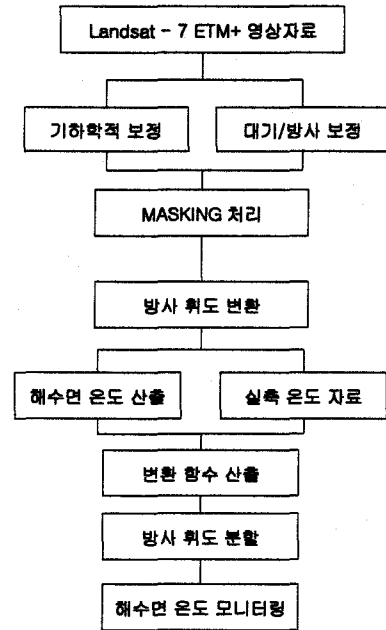 Landsat - 7 ETM+ 영상자료
기하학적 보정
대기/방사 보정
MASKING 처리
방사 휘도 변환
해수면 온도 산출
실측 온도 자료
변환 함수 산출
방사 휘도 분할
해수면 온도 모니터링